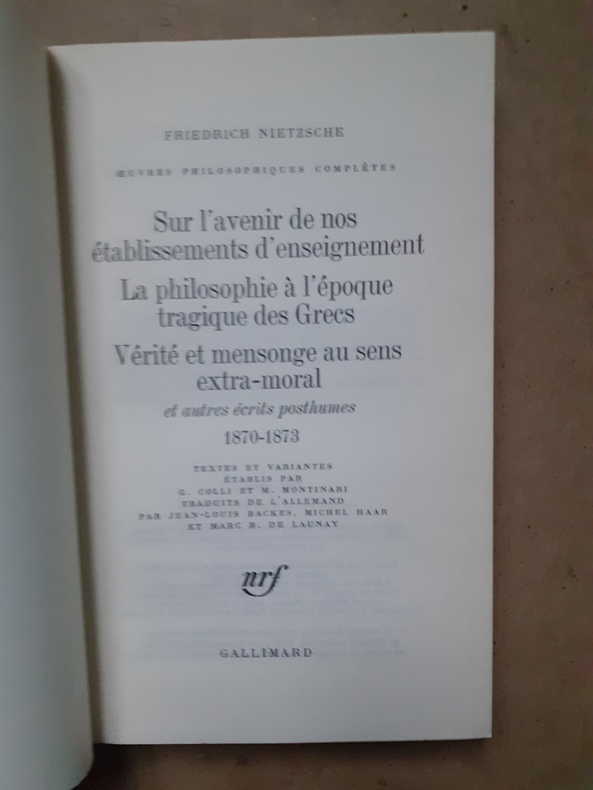 FRIEDRICH NIETZSCHE
ŒUVRES PHILOSOPHIQUES COMPLÈTES
Sur l'avenir de nos
établissements d'enseignement
La philosophie à l'époque
tragique des Grecs
Vérité et mensonge au sens
extra-moral
et autres écrits posthumes
1870-1873
TEXTES ET VARIANTES
ÉTABLIS PAR
G. COLLI ET M. MONTINARI
TRADUITS DE L'ALLEMAND
PAR JEAN-LOUIS BACKES, MICHEL HAAR
ET MARC B. DE LAUNAY
nrf
GALLIMARD